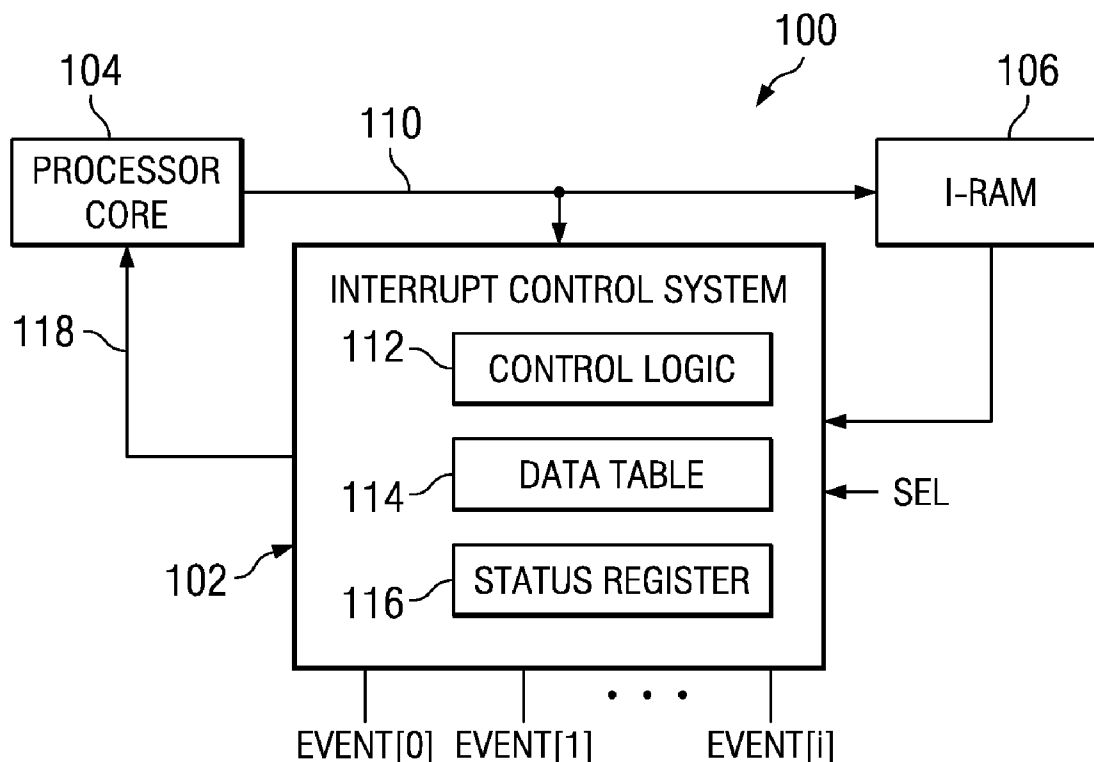 100
104
106
110
PROCESSOR
CORE
I-RAM
INTERRUPT CONTROL SYSTEM
118
112
CONTROL LOGIC
114
DATA TABLE
SEL
102
116
STATUS REGISTER
EVENT[0] EVENT[1] • • • EVENT[i]